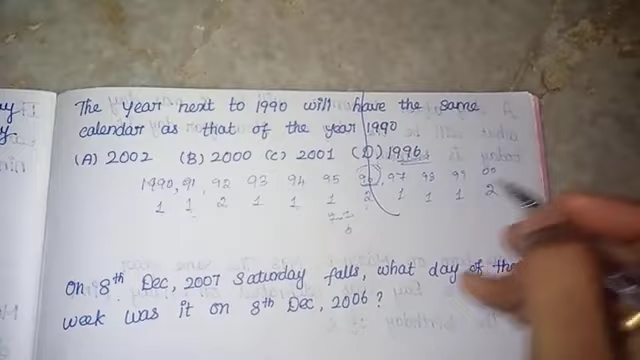 The Year next to 1990 will have the same
calendar as that of the year 1990
(A) 2002 (B) 2000 (C) 2001 (D) 1996
1990, 91, 92 93 94 95 96, 97 98 99 00
1 1 2 1 1 1 2 1 1 1 2
On 8th Dec, 2007 Saturday falls, what day of the
week was it on 8th Dec, 2006?